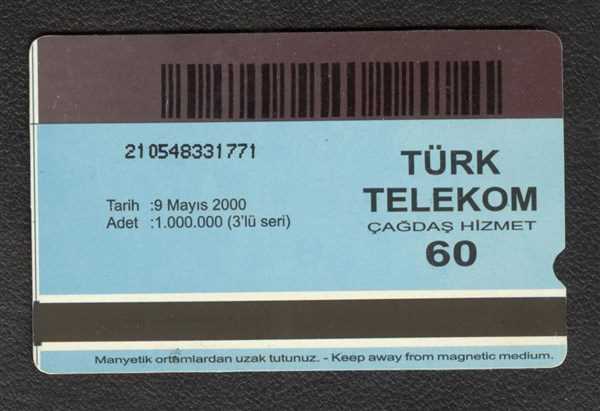 210548331771
TÜRK
TELEKOM
ÇAĞDAŞ HİZMET
60
Tarih :9 Mayıs 2000
Adet :1.000.000 (3'lü seri)
Manyetik ortamlardan uzak tutunuz. - Keep away from magnetic medium.